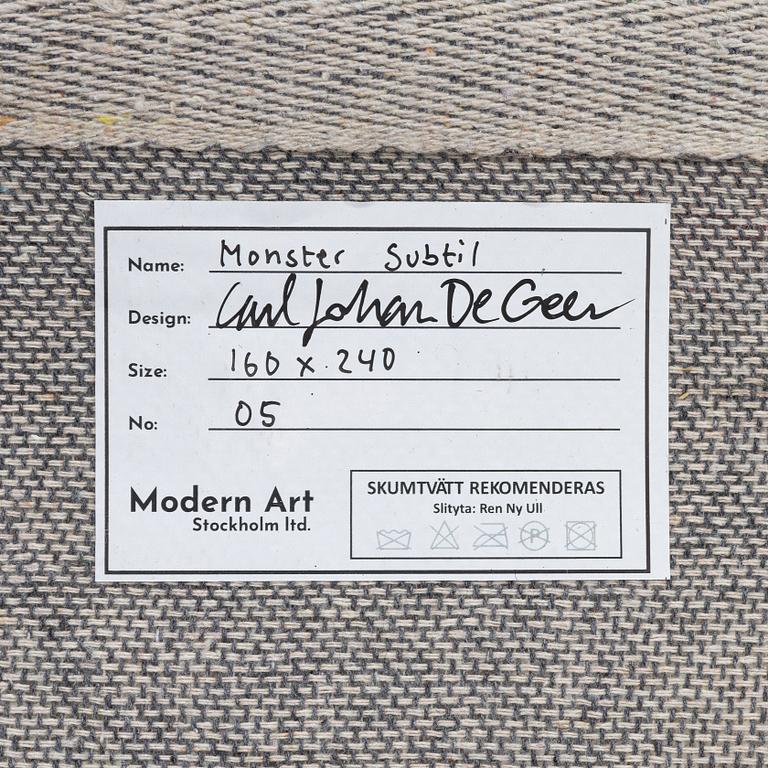 Name: Monster Subtil
Design: Carl Johan De Geer
Size: 160 x 240
No: 05
Modern Art
Stockholm ltd.
SKUMTVÄTT REKOMENDERAS
Slityta: Ren Ny Ull
P